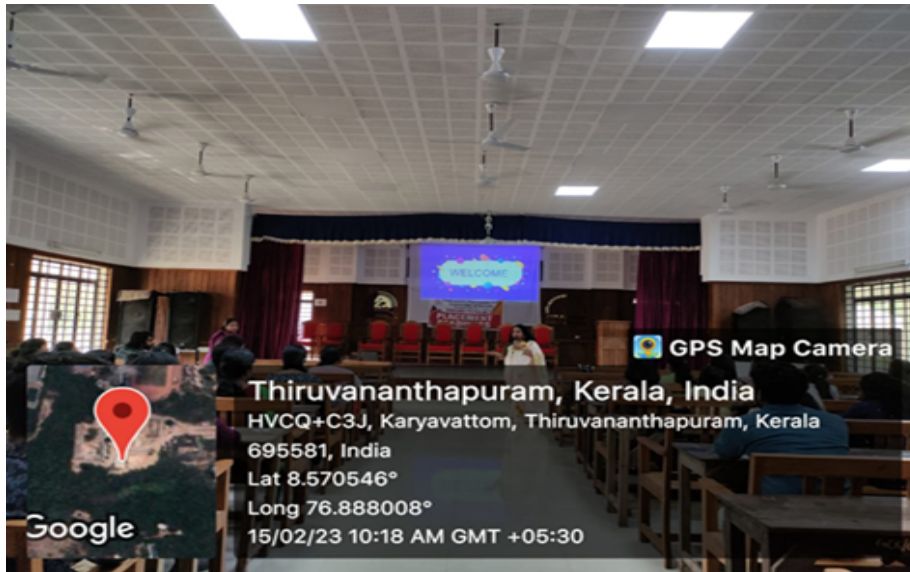 WELCOME
PLACEMENT
GPS Map Camera
Thiruvananthapuram, Kerala, India
HVCQ+C3J, Karyavattom, Thiruvananthapuram, Kerala
695581, India
Lat 8.570546°
Long 76.888008°
15/02/23 10:18 AM GMT +05:30
Google